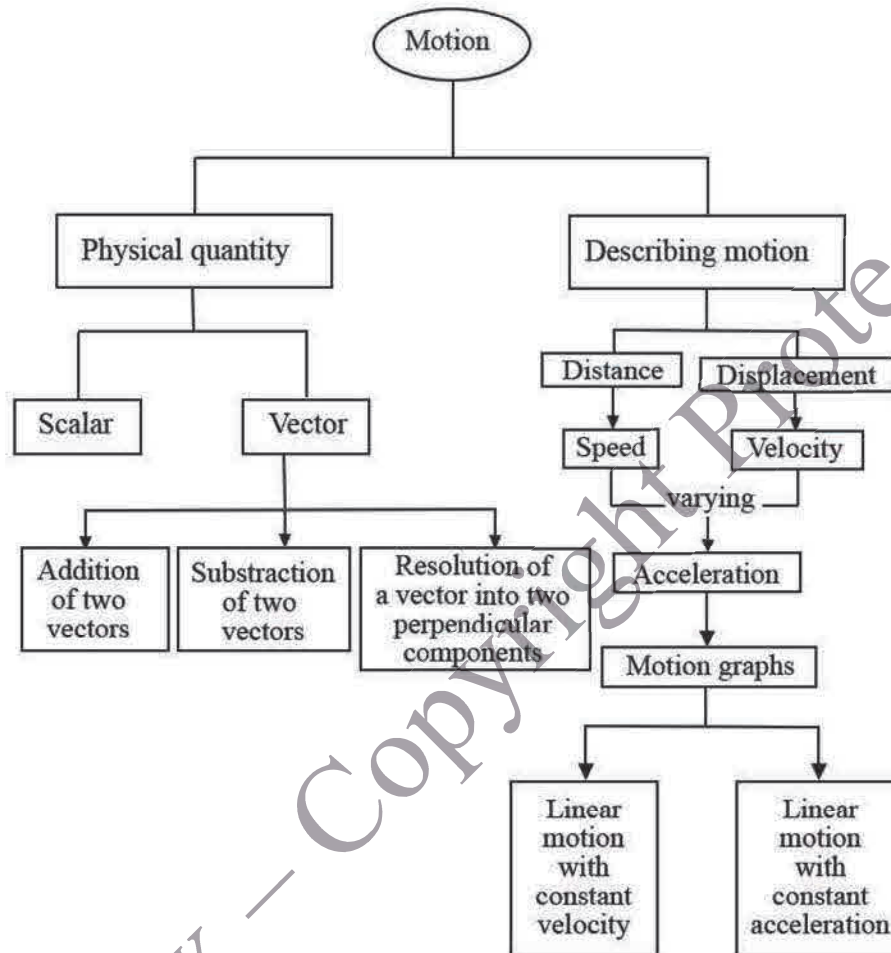 Motion
Physical quantity
Describing motion
Scalar
Vector
Distance
Displacement
Speed
Velocity
varying
Addition
of two
vectors
Substraction
of two
vectors
Resolution of
a vector into two
perpendicular
components
Acceleration
Motion graphs
Linear
motion
with
constant
velocity
Linear
motion
with
constant
acceleration
– Copyright